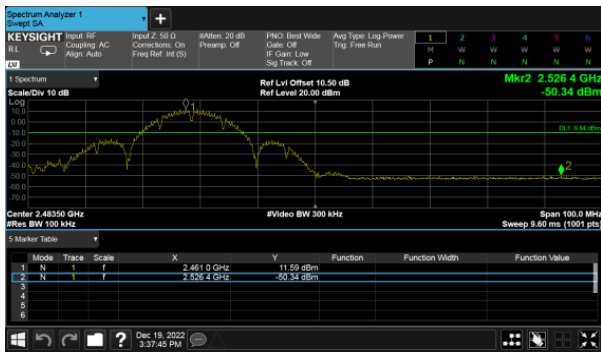 Spectrum Analyzer 1
Swept SA
+
KEYSIGHT Input: RF Input Z: 50 Ω #Atten: 20 dB PNO: Best Wide Avg Type: Log-Power 1 2 3 4 5 6
RL Coupling: AC Corrections: On Preamp: Off Gate: Off Trig: Free Run M W W W W W
Align: Auto Freq Ref: Int (S) IF Gain: Low P N N N N N
LXI Sig Track: Off
1 Spectrum Ref Lvl Offset 10.50 dB Mkr2 2.526 4 GHz
Scale/Div 10 dB Ref Level 20.00 dBm -50.34 dBm
Log
10.0
0.00
-10.0 DL1 -9.84 dBm
-20.0
-30.0
-40.0
-50.0
-60.0
-70.0
1
2
Center 2.48350 GHz #Video BW 300 kHz Span 100.0 MHz
#Res BW 100 kHz Sweep 9.60 ms (1001 pts)
5 Marker Table
Mode Trace Scale X Y Function Function Width Function Value
1 N 1 f 2.461 0 GHz 11.59 dBm
2 N 1 f 2.526 4 GHz -50.34 dBm
3
4
5
6
? Dec 19, 2022
3:37:45 PM